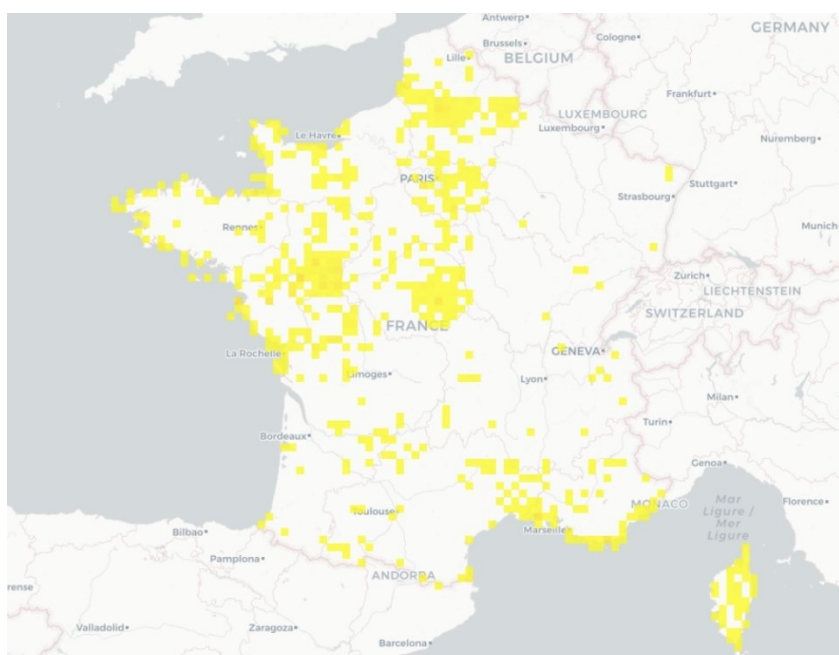 Antwerp•
GERMANY
Cologne•
Brussels•
Lille•
BELGIUM
Frankfurt•
LUXEMBOURG
Luxembourg•
Nuremberg•
Le Havre•
PARIS
Stuttgart•
Strasbourg•
Rennes•
Munich
Zurich•
LIECHTENSTEIN
SWITZERLAND
FRANCE
La Rochelle•
GENEVA•
Limoges•
Lyon•
Milan•
Turin•
Bordeaux•
Genoa•
Mar
Ligure /
Mer
Ligure
Florence•
MONACO
Toulouse•
Marseille•
Bilbao•
Pamplona•
ANDORRA
rense
Valladolid•
Zaragoza•
Barcelona•